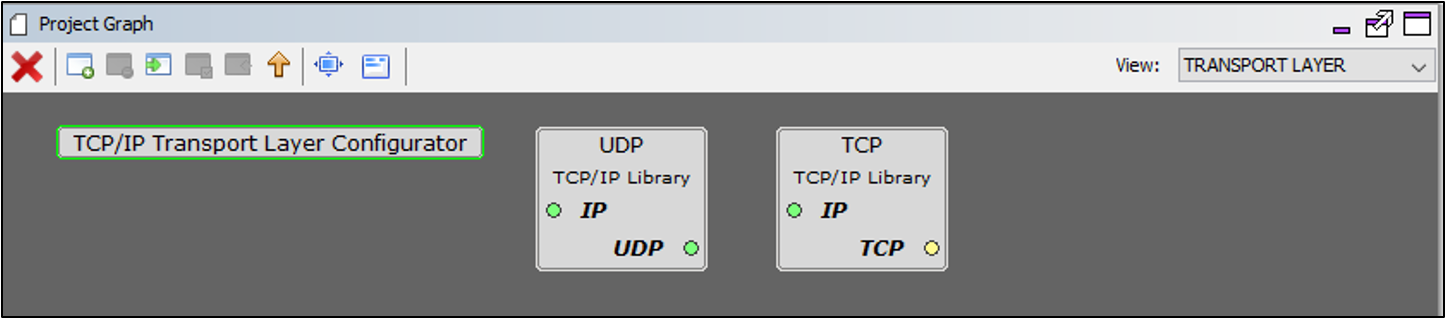 Project Graph
View: TRANSPORT LAYER
TCP/IP Transport Layer Configurator
UDP
TCP/IP Library
IP
UDP
TCP
TCP/IP Library
IP
TCP